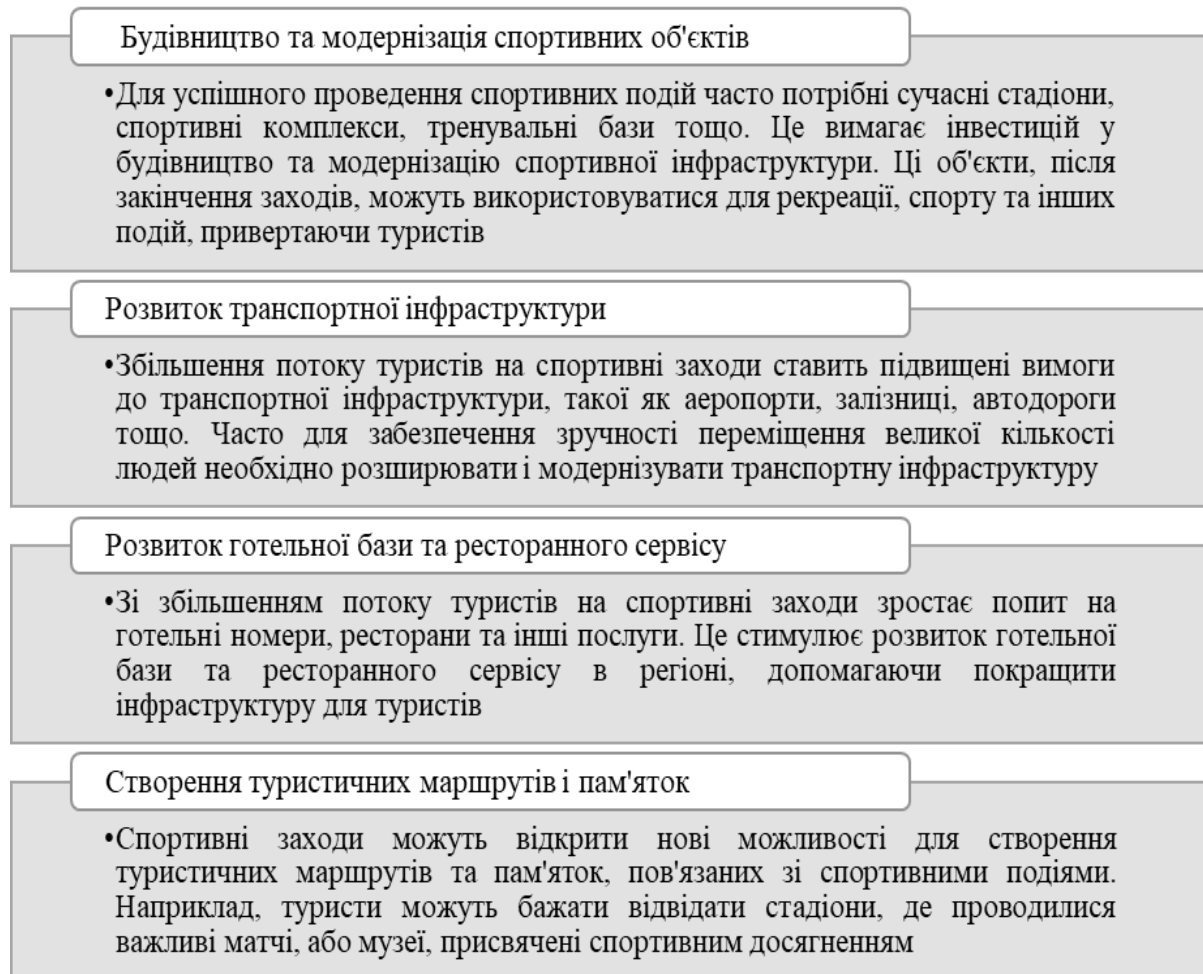 Будівництво та модернізація спортивних об'єктів
•Для успішного проведення спортивних подій часто потрібні сучасні стадіони,
спортивні комплекси, тренувальні бази тощо. Це вимагає інвестицій у
будівництво та модернізацію спортивної інфраструктури. Ці об'єкти, після
закінчення заходів, можуть використовуватися для рекреації, спорту та інших
подій, привертаючи туристів
Розвиток транспортної інфраструктури
•Збільшення потоку туристів на спортивні заходи ставить підвищені вимоги
до транспортної інфраструктури, такої як аеропорти, залізниці, автодороги
тощо. Часто для забезпечення зручності переміщення великої кількості
людей необхідно розширювати і модернізувати транспортну інфраструктуру
Розвиток готельної бази та ресторанного сервісу
•Зі збільшенням потоку туристів на спортивні заходи зростає попит на
готельні номери, ресторани та інші послуги. Це стимулює розвиток готельної
бази та ресторанного сервісу в регіоні, допомагаючи покращити
інфраструктуру для туристів
Створення туристичних маршрутів і пам'яток
•Спортивні заходи можуть відкрити нові можливості для створення
туристичних маршрутів та пам'яток, пов'язаних зі спортивними подіями.
Наприклад, туристи можуть бажати відвідати стадіони, де проводилися
важливі матчі, або музеї, присвячені спортивним досягненням